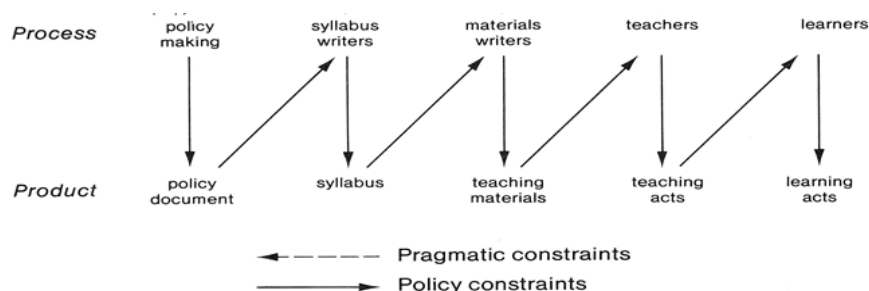 Process
policy
making
syllabus
writers
materials
writers
teachers
learners
Product
policy
document
syllabus
teaching
materials
teaching
acts
learning
acts
Pragmatic constraints
Policy constraints